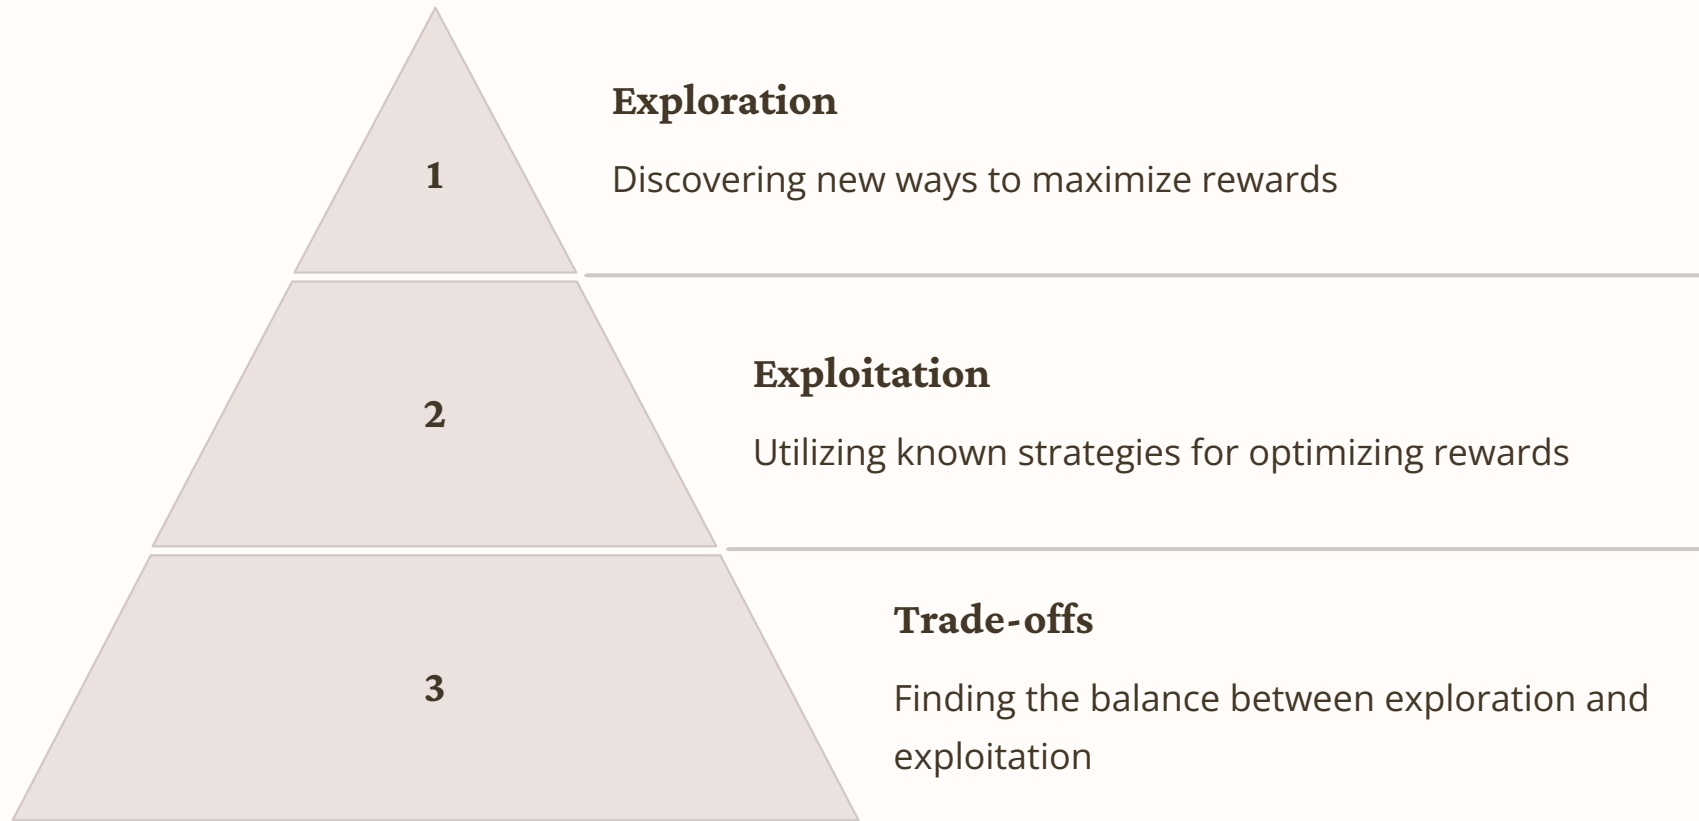 1
Exploration
Discovering new ways to maximize rewards
2
Exploitation
Utilizing known strategies for optimizing rewards
3
Trade-offs
Finding the balance between exploration and
exploitation